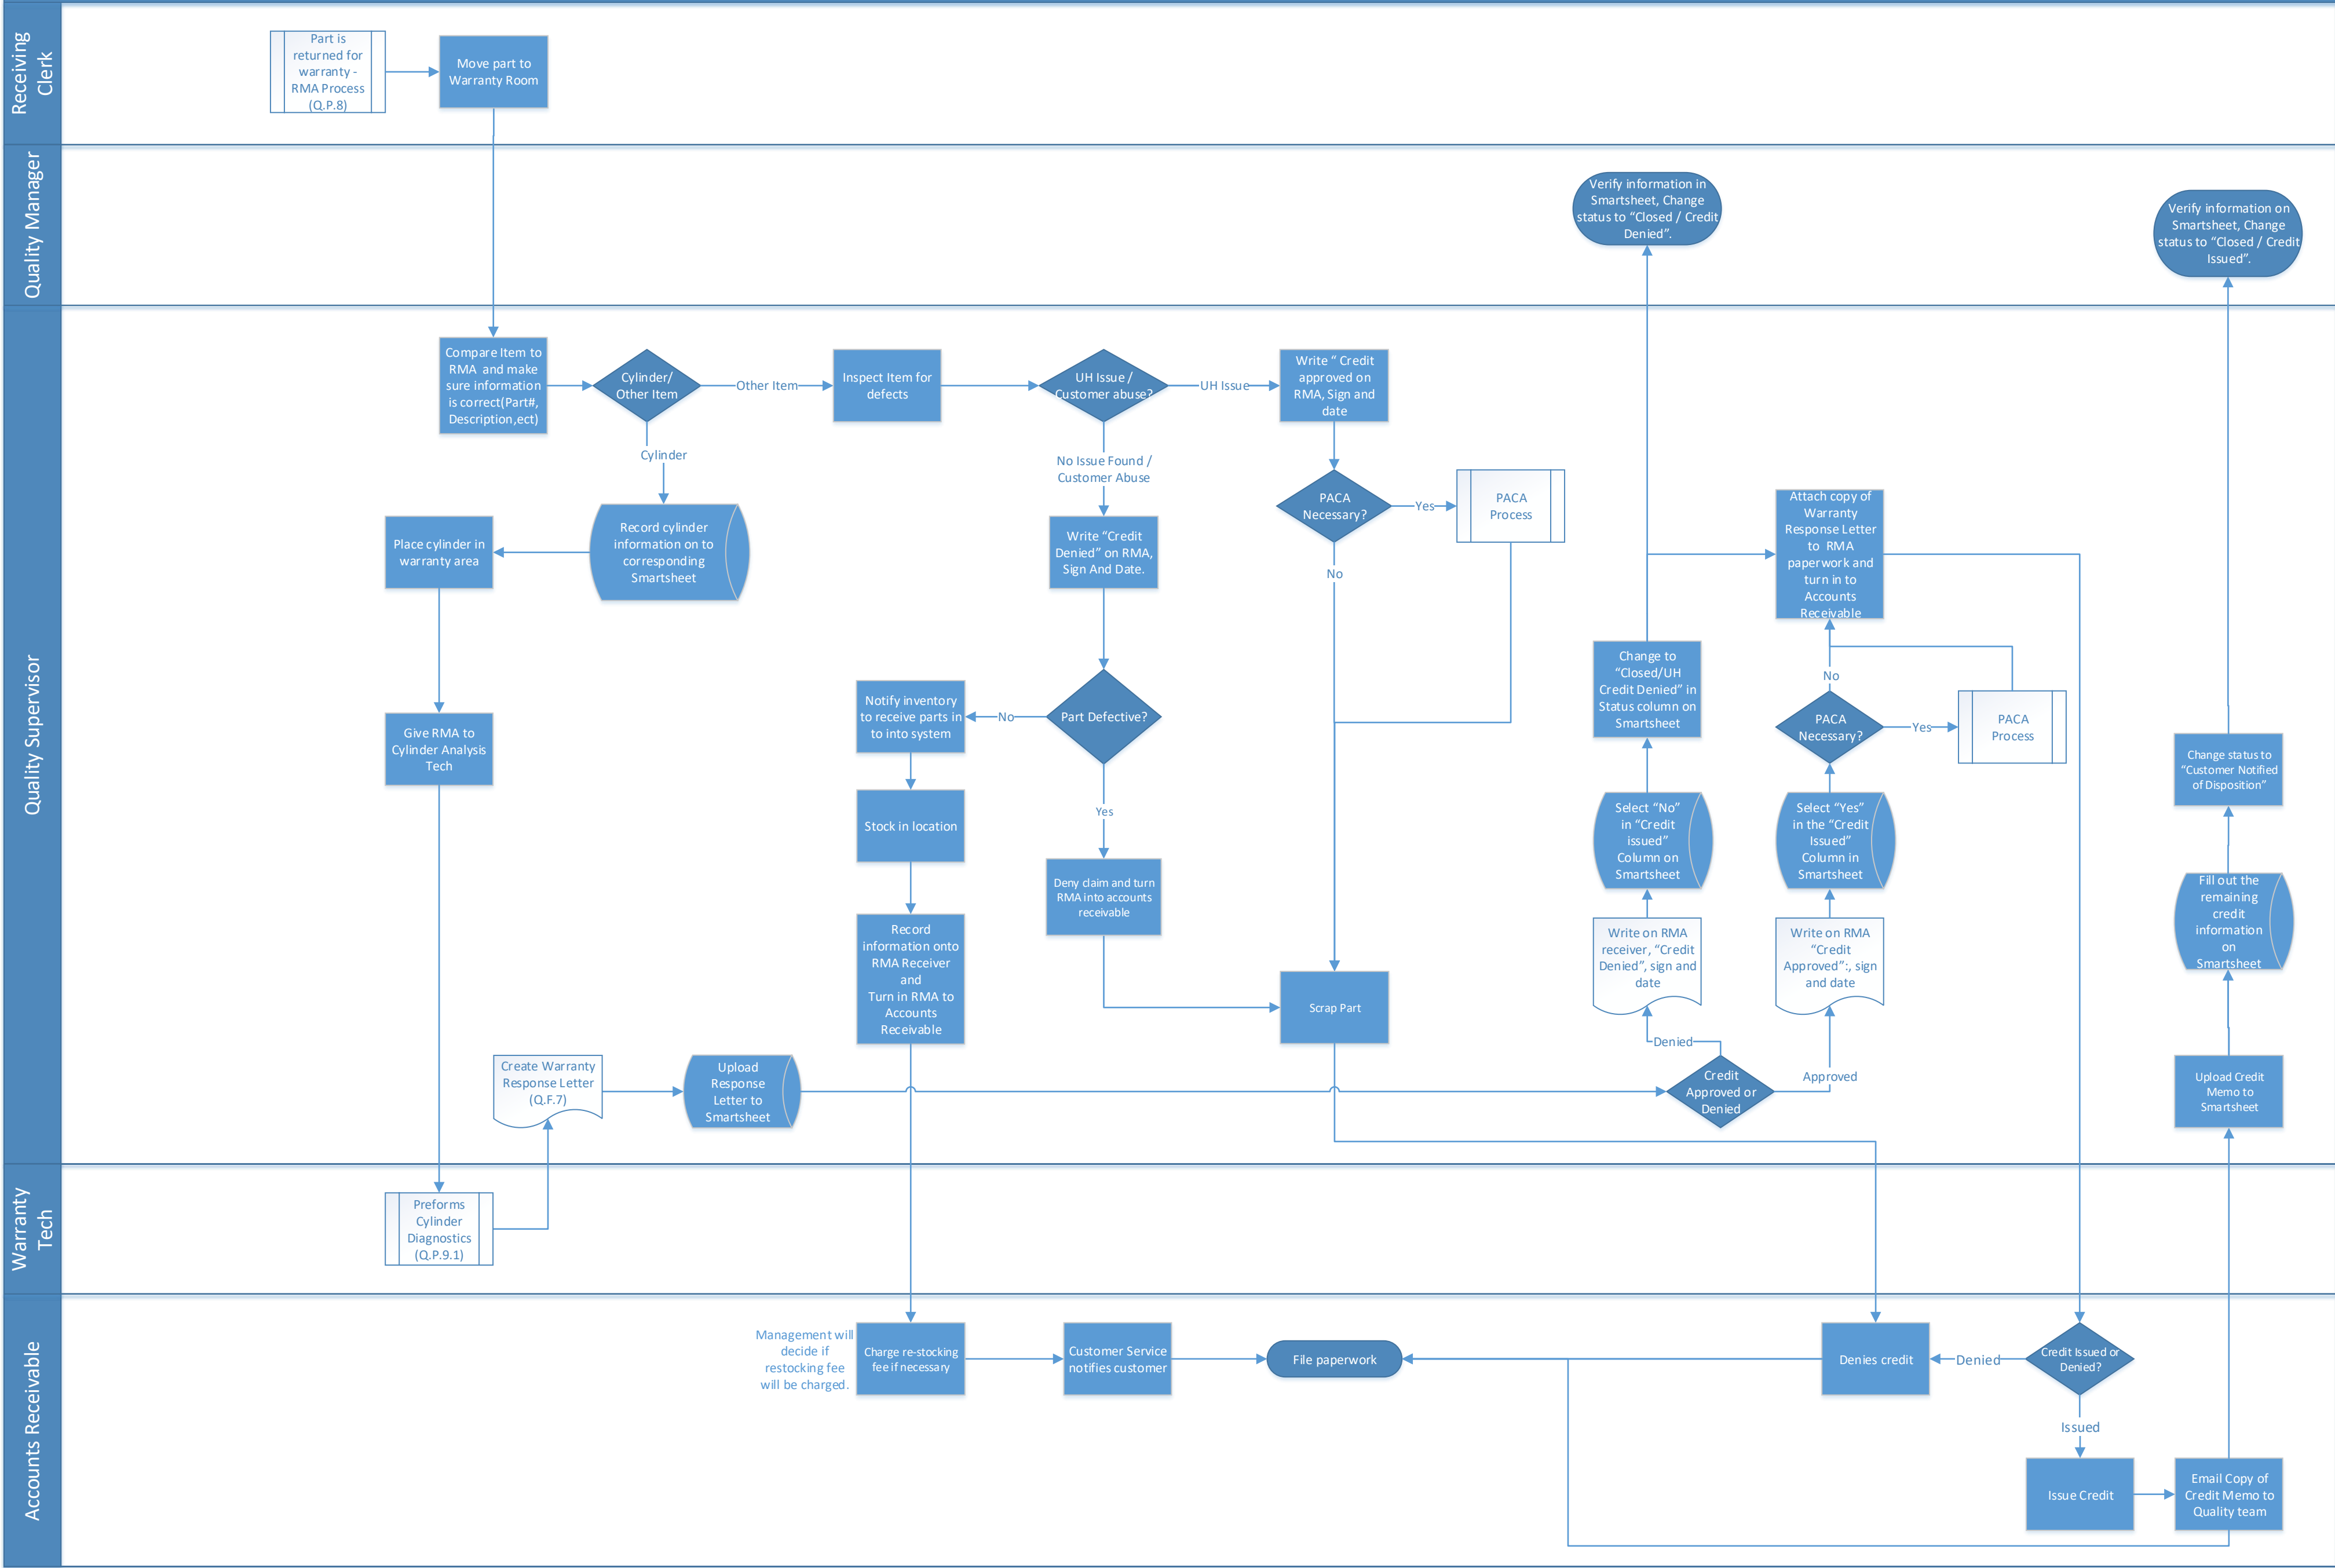 Receiving
Clerk
Part is
returned for
warranty -
RMA Process
(Q.P.8)
Move part to
Warranty Room
Quality Manager
Verify information in
Smartsheet, Change
status to “Closed / Credit
Denied”.
Verify information on
Smartsheet, Change
status to “Closed / Credit
Issued”.
Quality Supervisor
Compare Item to
RMA and make
sure information
is correct(Part#,
Description,ect)
Cylinder/
Other Item
Other Item
Inspect Item for
defects
UH Issue /
Customer abuse?
UH Issue
Write “ Credit
approved on
RMA, Sign and
date
Cylinder
No Issue Found /
Customer Abuse
PACA
Necessary?
Yes
PACA
Process
No
Record cylinder
information on to
corresponding
Smartsheet
Place cylinder in
warranty area
Write “Credit
Denied” on RMA,
Sign And Date.
Attach copy of
Warranty
Response Letter
to RMA
paperwork and
turn in to
Accounts
Receivable
Give RMA to
Cylinder Analysis
Tech
Notify inventory
to receive parts in
to into system
No
Part Defective?
Yes
Change to
“Closed/UH
Credit Denied” in
Status column on
Smartsheet
No
PACA
Necessary?
Yes
PACA
Process
Change status to
“Customer Notified
of Disposition”
Stock in location
Deny claim and turn
RMA into accounts
receivable
Select “No”
in “Credit
issued”
Column on
Smartsheet
Select “Yes”
in the “Credit
Issued”
Column in
Smartsheet
Fill out the
remaining
credit
information
on
Smartsheet
Record
information onto
RMA Receiver
and
Turn in RMA to
Accounts
Receivable
Scrap Part
Write on RMA
receiver, “Credit
Denied”, sign and
date
Write on RMA
“Credit
Approved”:, sign
and date
Create Warranty
Response Letter
(Q.F.7)
Upload
Response
Letter to
Smartsheet
Denied
Credit
Approved or
Denied
Approved
Upload Credit
Memo to
Smartsheet
Warranty
Tech
Preforms
Cylinder
Diagnostics
(Q.P.9.1)
Accounts Receivable
Management will
decide if
restocking fee
will be charged.
Charge re-stocking
fee if necessary
Customer Service
notifies customer
File paperwork
Denies credit
Denied
Credit Issued or
Denied?
Issued
Issue Credit
Email Copy of
Credit Memo to
Quality team